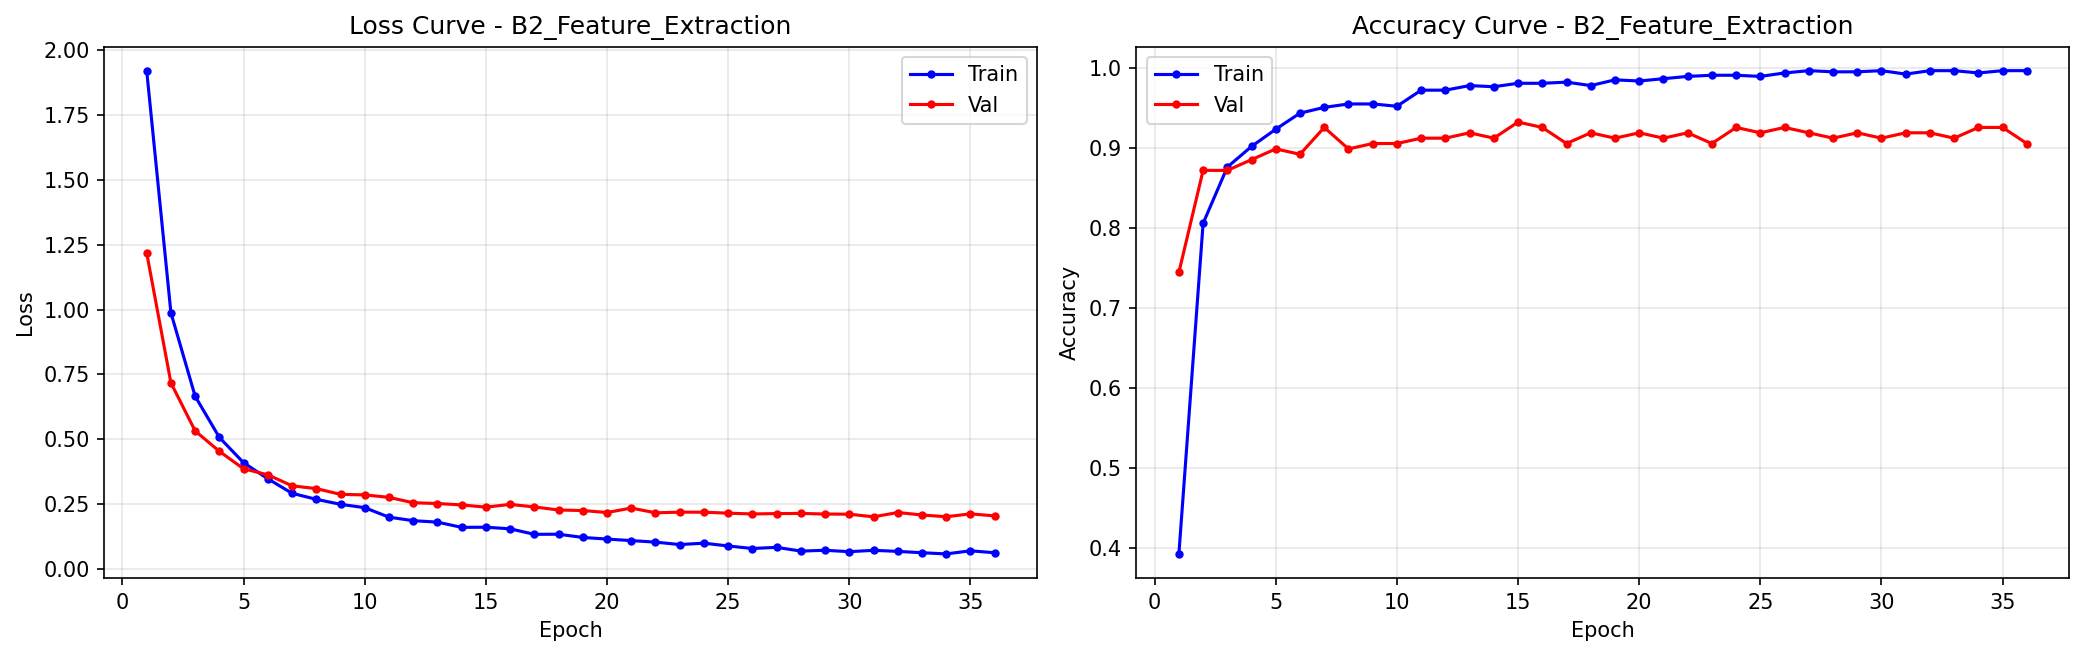 Loss Curve - B2_Feature_Extraction
2.00
1.75
1.50
1.25
1.00
0.75
0.50
0.25
0.00
Loss
0 5 10 15 20 25 30 35
Epoch
Train
Val
Accuracy Curve - B2_Feature_Extraction
1.0
0.9
0.8
0.7
0.6
0.5
0.4
Accuracy
0 5 10 15 20 25 30 35
Epoch
Train
Val